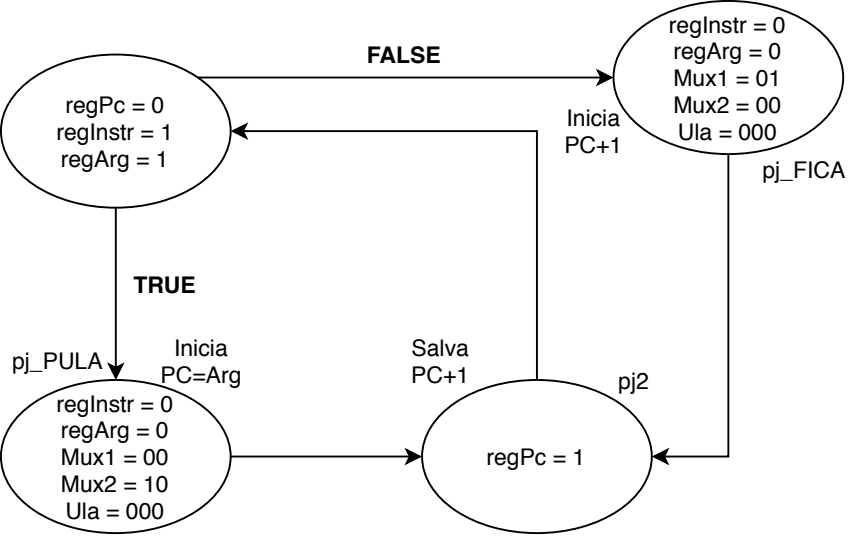 regInstr = 0
regArg = 0
Mux1 = 01
Mux2 = 00
Ula = 000
FALSE
regPc = 0
regInstr = 1
regArg = 1
Inicia
PC+1
pj_FICA
TRUE
pj_PULA
Inicia
PC=Arg
Salva
PC+1
pj2
regInstr = 0
regArg = 0
Mux1 = 00
Mux2 = 10
Ula = 000
regPc = 1